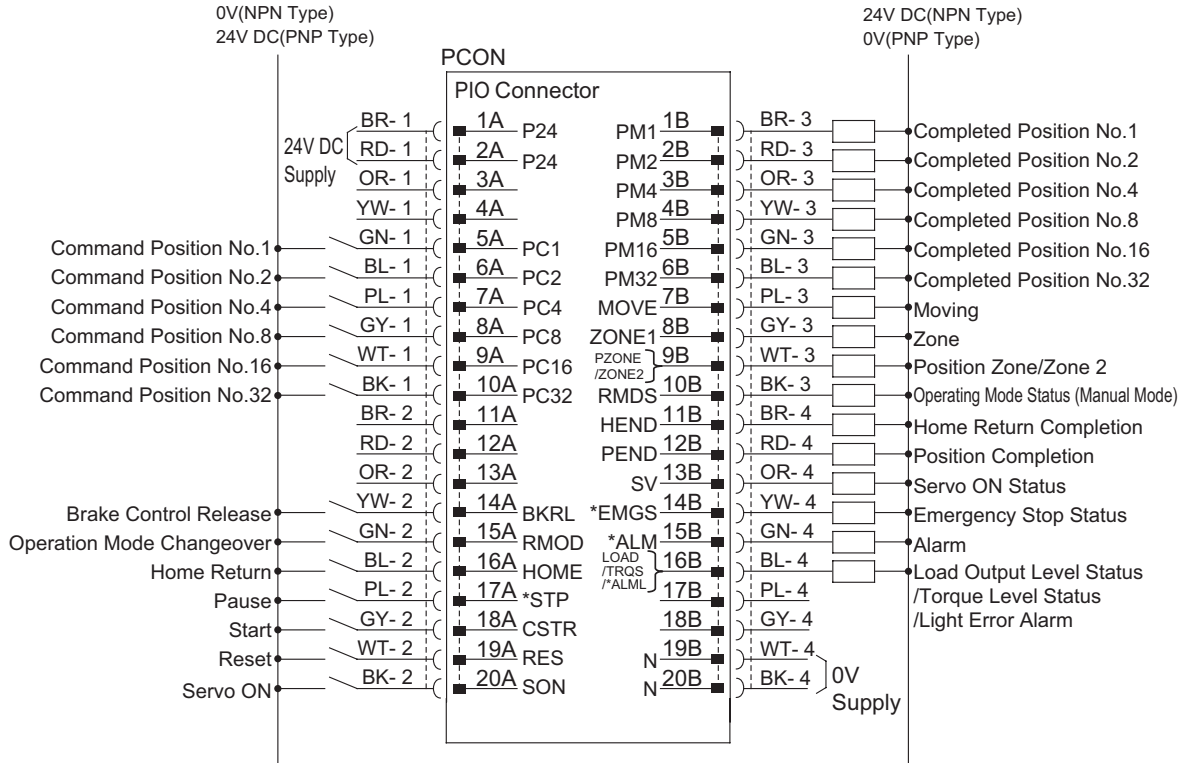 0V(NPN Type)
24V DC(PNP Type)
24V DC(NPN Type)
0V(PNP Type)
PCON
PIO Connector
24V DC
Supply
BR- 1 1A P24 PM1 1B BR- 3 Completed Position No.1
RD- 1 2A P24 PM2 2B RD- 3 Completed Position No.2
OR- 1 3A PM4 3B OR- 3 Completed Position No.4
YW- 1 4A PM8 4B YW- 3 Completed Position No.8
Command Position No.1 GN- 1 5A PC1 PM16 5B GN- 3 Completed Position No.16
Command Position No.2 BL- 1 6A PC2 PM32 6B BL- 3 Completed Position No.32
Command Position No.4 PL- 1 7A PC4 MOVE 7B PL- 3 Moving
Command Position No.8 GY- 1 8A PC8 ZONE1 8B GY- 3 Zone
Command Position No.16 WT- 1 9A PC16 PZONE /ZONE2 9B WT- 3 Position Zone/Zone 2
Command Position No.32 BK- 1 10A PC32 RMDS 10B BK- 3 Operating Mode Status (Manual Mode)
BR- 2 11A HEND 11B BR- 4 Home Return Completion
RD- 2 12A PEND 12B RD- 4 Position Completion
OR- 2 13A SV 13B OR- 4 Servo ON Status
Brake Control Release YW- 2 14A BKRL *EMGS 14B YW- 4 Emergency Stop Status
Operation Mode Changeover GN- 2 15A RMOD *ALM 15B GN- 4 Alarm
Home Return BL- 2 16A HOME LOAD /TRQS /*ALML 16B BL- 4 Load Output Level Status
/Torque Level Status
/Light Error Alarm
Pause PL- 2 17A *STP 17B PL- 4
Start GY- 2 18A CSTR 18B GY- 4
Reset WT- 2 19A RES N 19B WT- 4
Servo ON BK- 2 20A SON N 20B BK- 4
0V
Supply